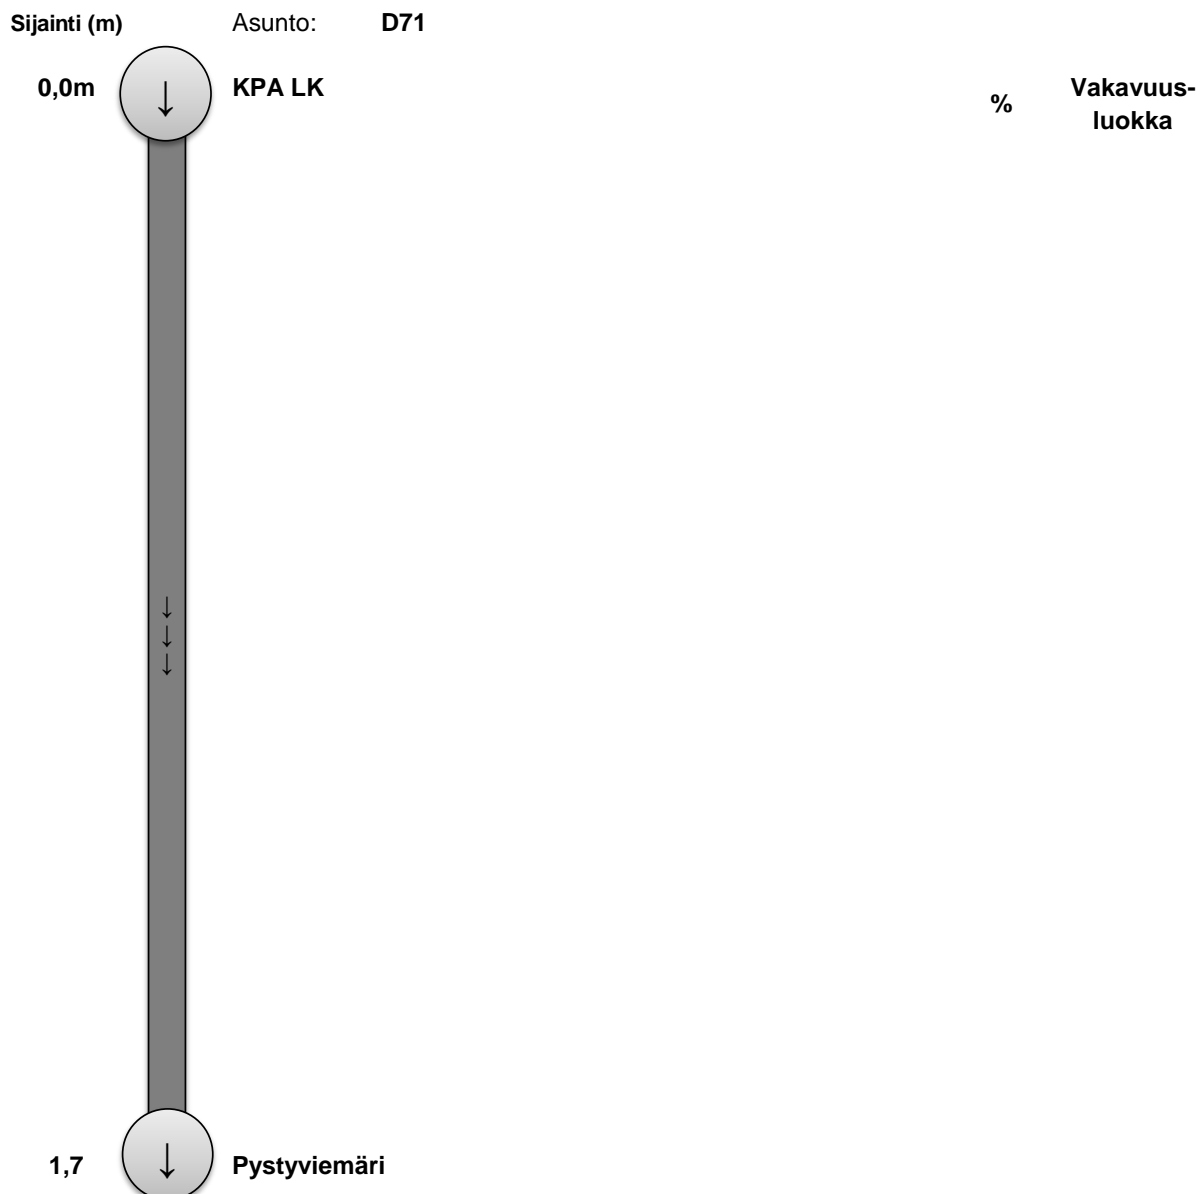 Sijainti (m) Asunto: D71
0,0m ↓ KPA LK % Vakavuus-
luokka
↓
↓
↓
1,7 ↓ Pystyviemäri